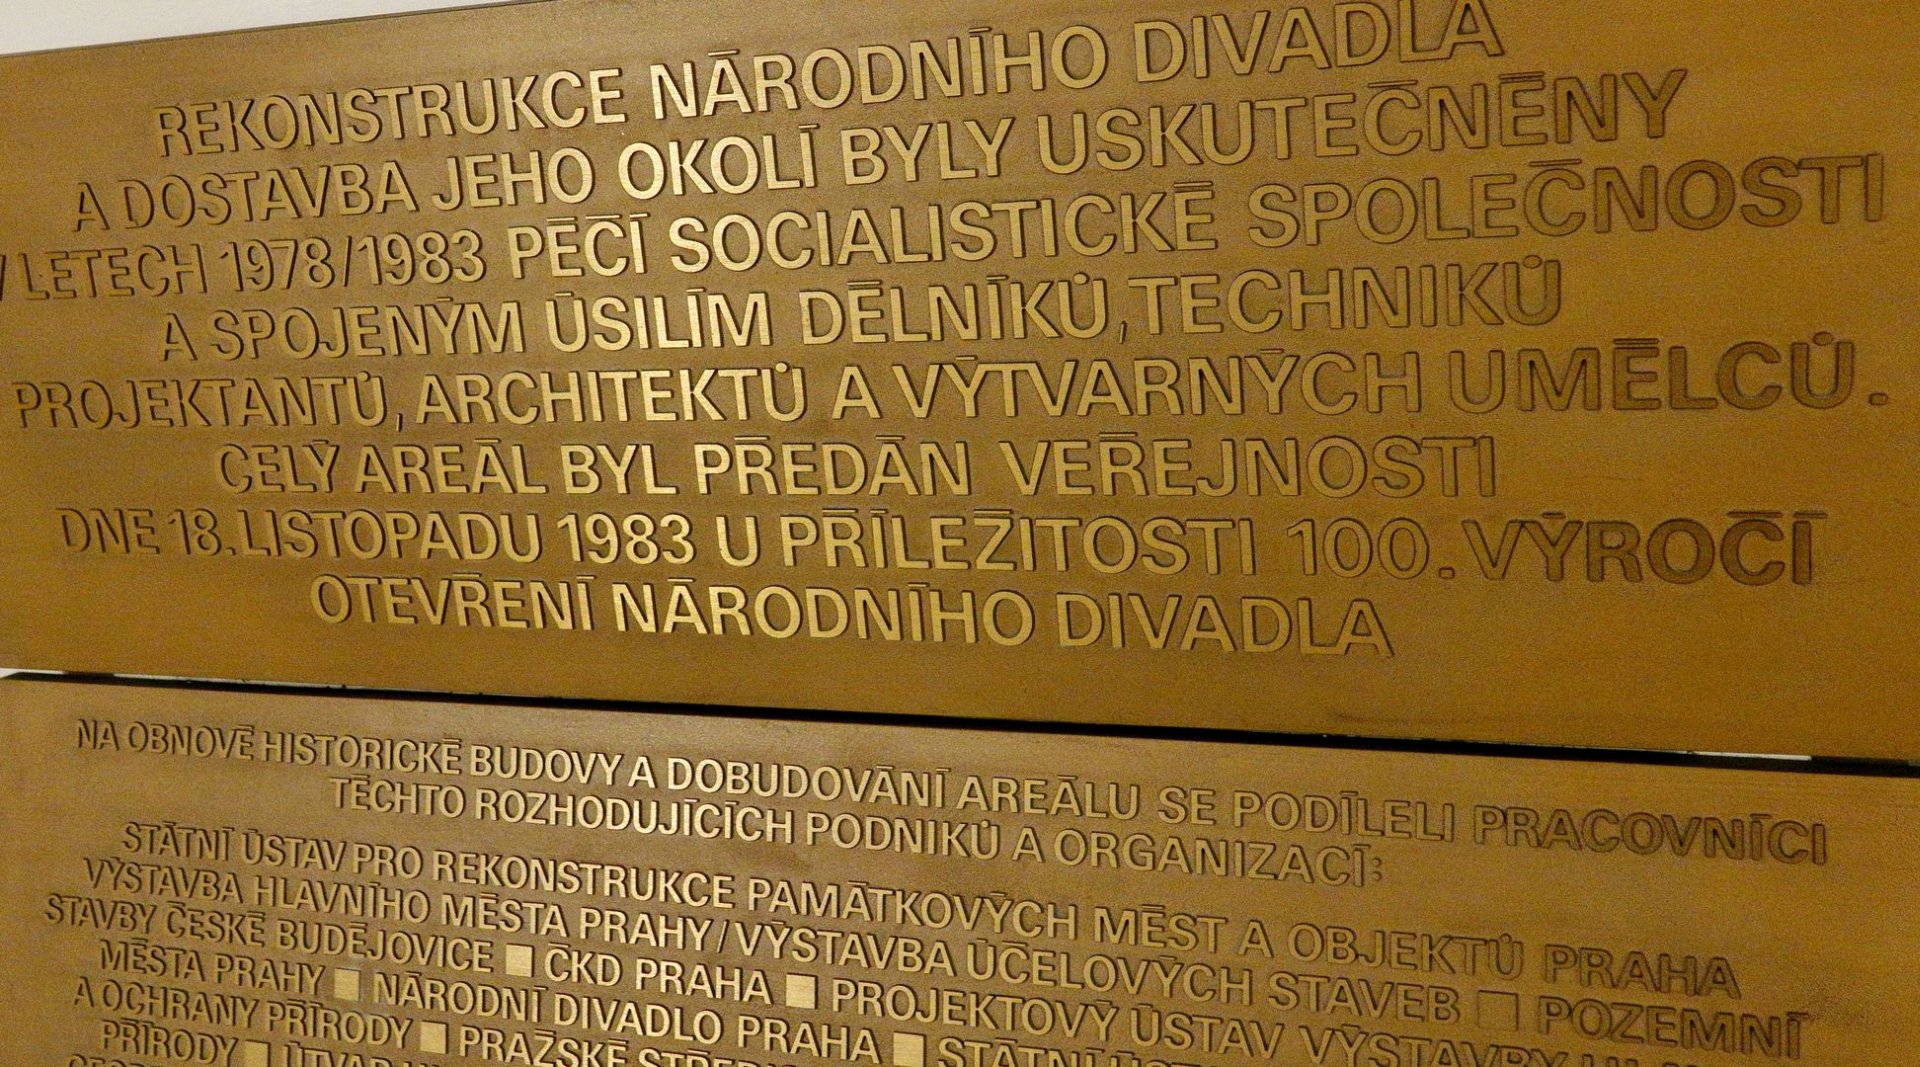 REKONSTRUKCE NÁRODNÍHO DIVADLA
A DOSTAVBA JEHO OKOLÍ BYLY USKUTEČNĚNY
V LETECH 1978/1983 PÉČÍ SOCIALISTICKÉ SPOLEČNOSTI
A SPOJENÝM ÚSILÍM DĚLNÍKŮ, TECHNIKŮ
PROJEKTANTŮ, ARCHITEKTŮ A VÝTVARNÝCH UMĚLCŮ.
CELÝ AREÁL BYL PŘEDÁN VEŘEJNOSTI
DNE 18. LISTOPADU 1983 U PŘÍLEŽITOSTI 100. VÝROČÍ
OTEVŘENÍ NÁRODNÍHO DIVADLA
NA OBNOVĚ HISTORICKÉ BUDOVY A DOBUDOVÁNÍ AREÁLU SE PODÍLELI PRACOVNÍCI
TĚCHTO ROZHODUJÍCÍCH PODNIKŮ A ORGANIZACÍ:
STÁTNÍ ÚSTAV PRO REKONSTRUKCE PAMÁTKOVÝCH MĚST A OBJEKTŮ PRAHA
VÝSTAVBA HLAVNÍHO MĚSTA PRAHY/VÝSTAVBA ÚČELOVÝCH STAVEB ■ POZEMNÍ
STAVBY ČESKÉ BUDĚJOVICE ■ ČKD PRAHA ■ PROJEKTOVÝ ÚSTAV VÝSTAVBY
MĚSTA PRAHY ■ NÁRODNÍ DIVADLO PRAHA ■ STÁTNÍ
A OCHRANY PŘÍRODY ■ PRAŽSKÉ
PŘÍRODY ■ ÚTVAR